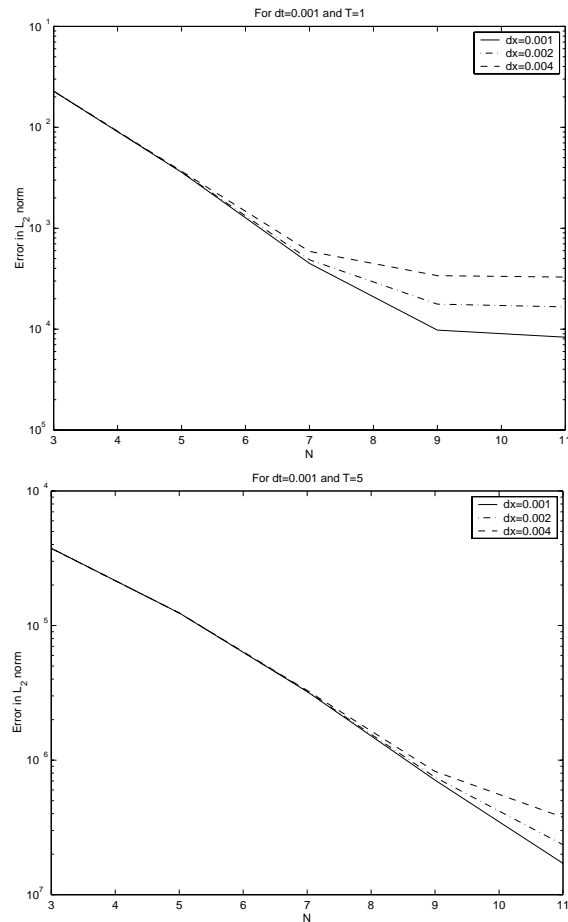 For dt=0.001 and T=1
10^1
10^2
10^3
10^4
10^5
Error in L_2 norm
dx=0.001
dx=0.002
dx=0.004
3 4 5 6 7 8 9 10 11
N
For dt=0.001 and T=5
10^4
10^5
10^6
10^7
Error in L_2 norm
dx=0.001
dx=0.002
dx=0.004
3 4 5 6 7 8 9 10 11
N